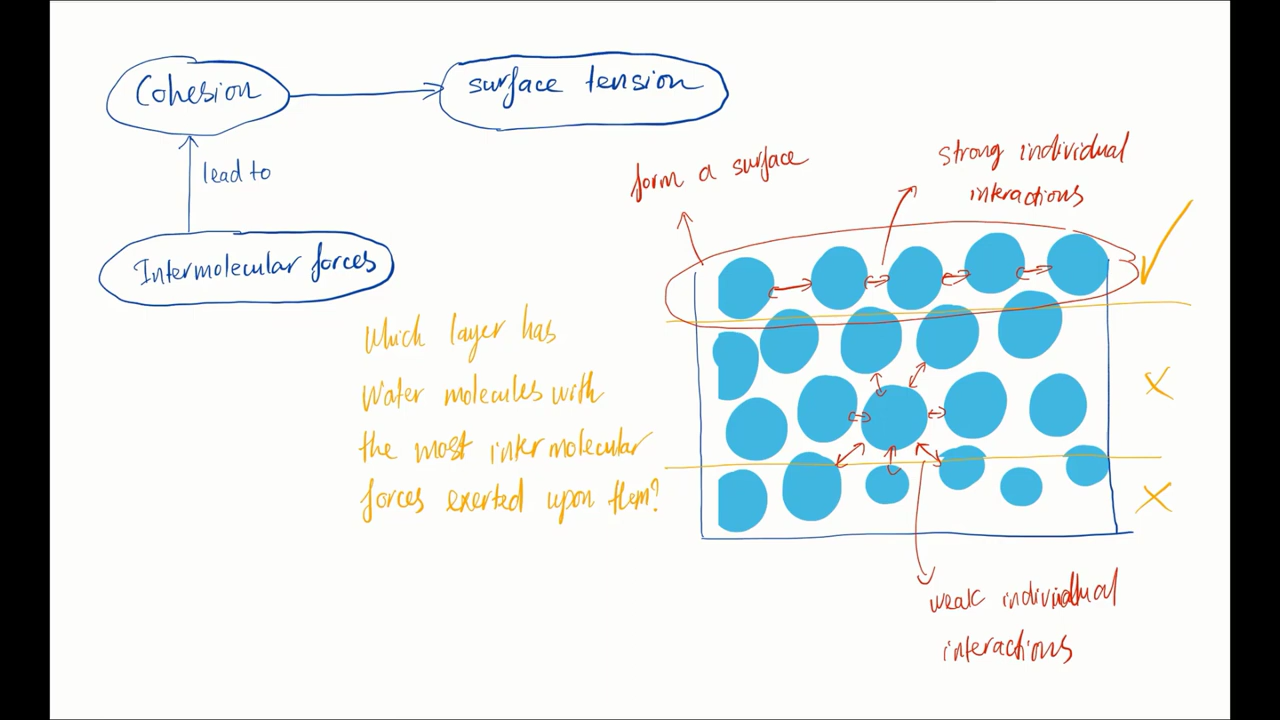 Cohesion
surface tension
lead to
Intermolecular forces
form a surface
strong individual
interactions
Which layer has
Water molecules with
the most intermolecular
forces exerted upon them?
weak individual
interactions